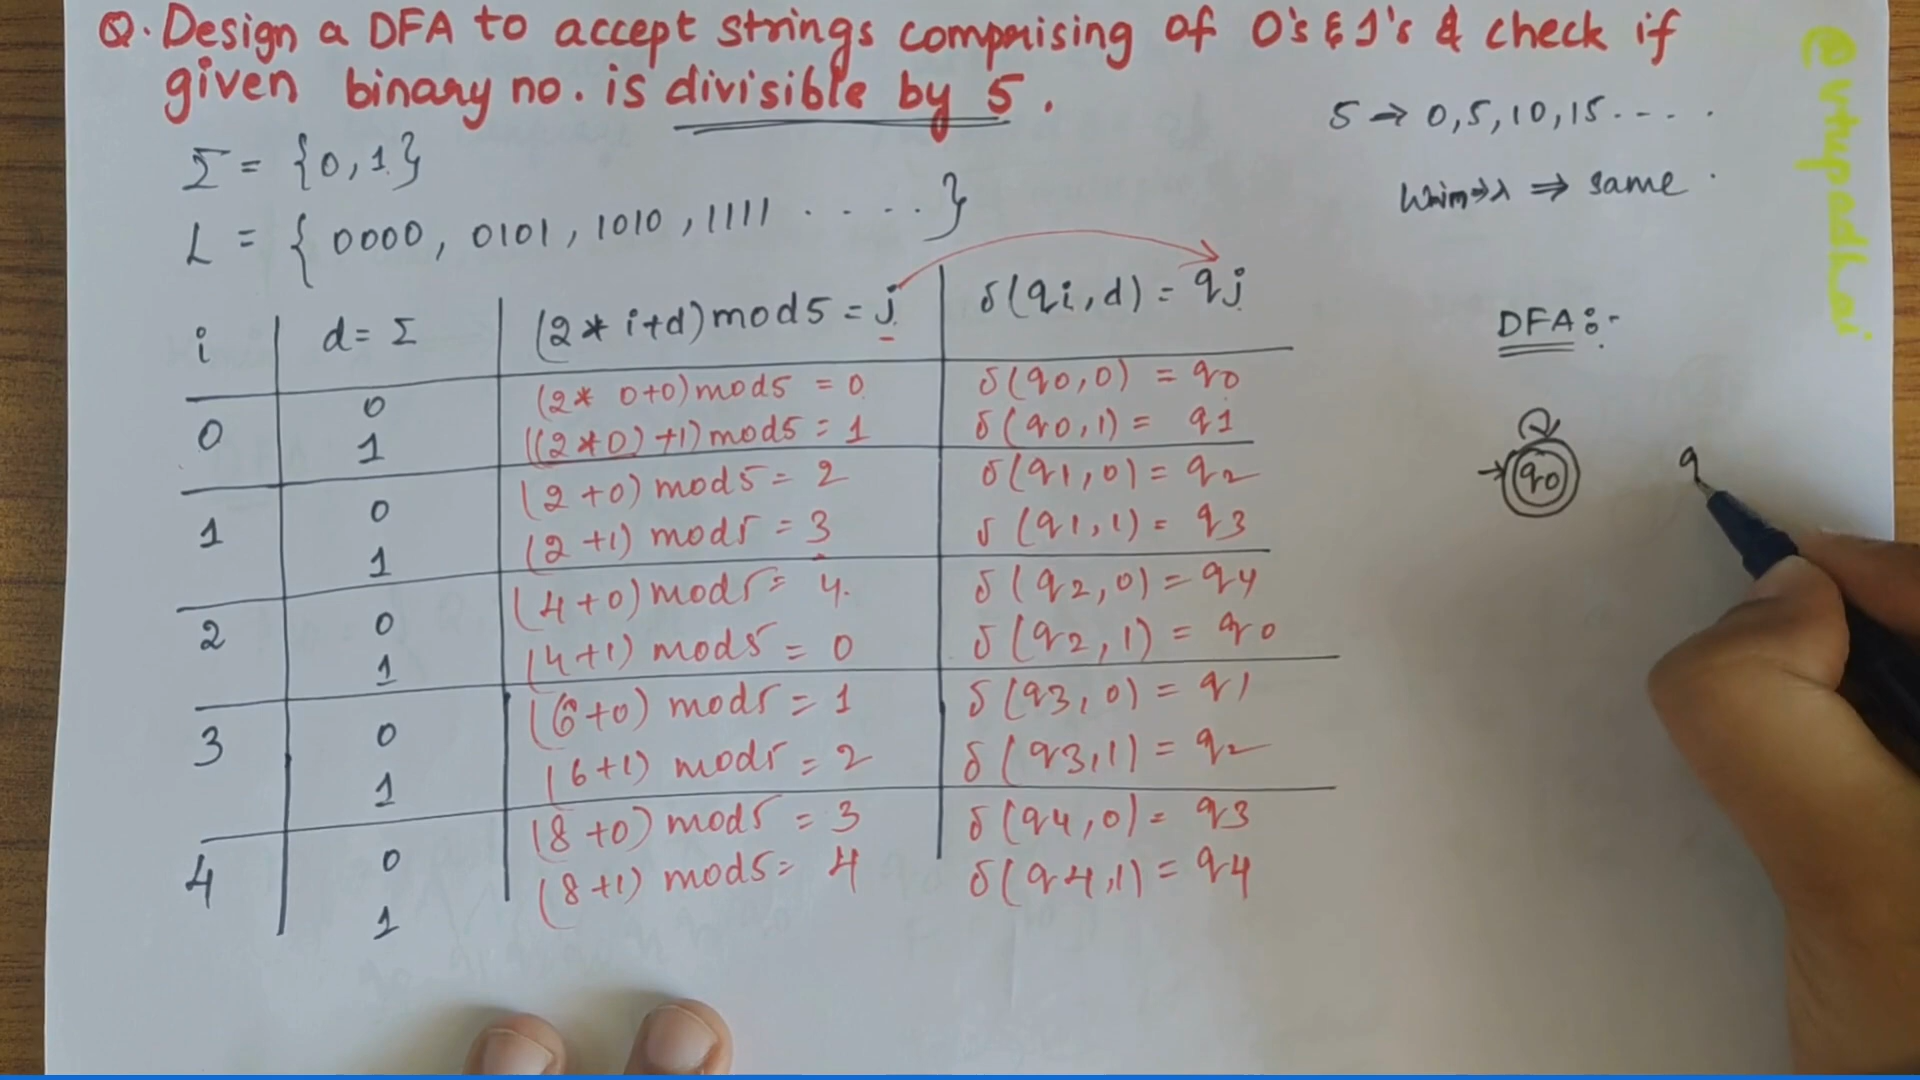 Q. Design a DFA to accept strings comprising of 0's & 1's & check if
given binary no. is divisible by 5.
5 → 0,5,10,15.....
Σ = {0,1}
⇒ same
L = { 0000, 0101, 1010, 1111 .....}
i d= Σ (2* i+d) mod5 = j δ(qi,d) = qj
DFA:-
0 0 (2* 0+0) mod5 = 0 δ(q0,0) = q0
1 ((2*0)+1) mod5 = 1 δ(q0,1) = q1
1 0 (2+0) mod5 = 2 δ(q1,0) = q2
1 (2+1) mod5 = 3 δ(q1,1) = q3
2 0 (4+0) mod5 = 4. δ(q2,0) = q4
1 (4+1) mod5 = 0 δ(q2,1) = q0
3 0 (6+0) mod5 = 1 δ(q3,0) = q1
1 (6+1) mod5 = 2 δ(q3,1) = q2
4 0 (8+0) mod5 = 3 δ(q4,0) = q3
1 (8+1) mod5 = 4 δ(q4,1) = q4
→ q0 q